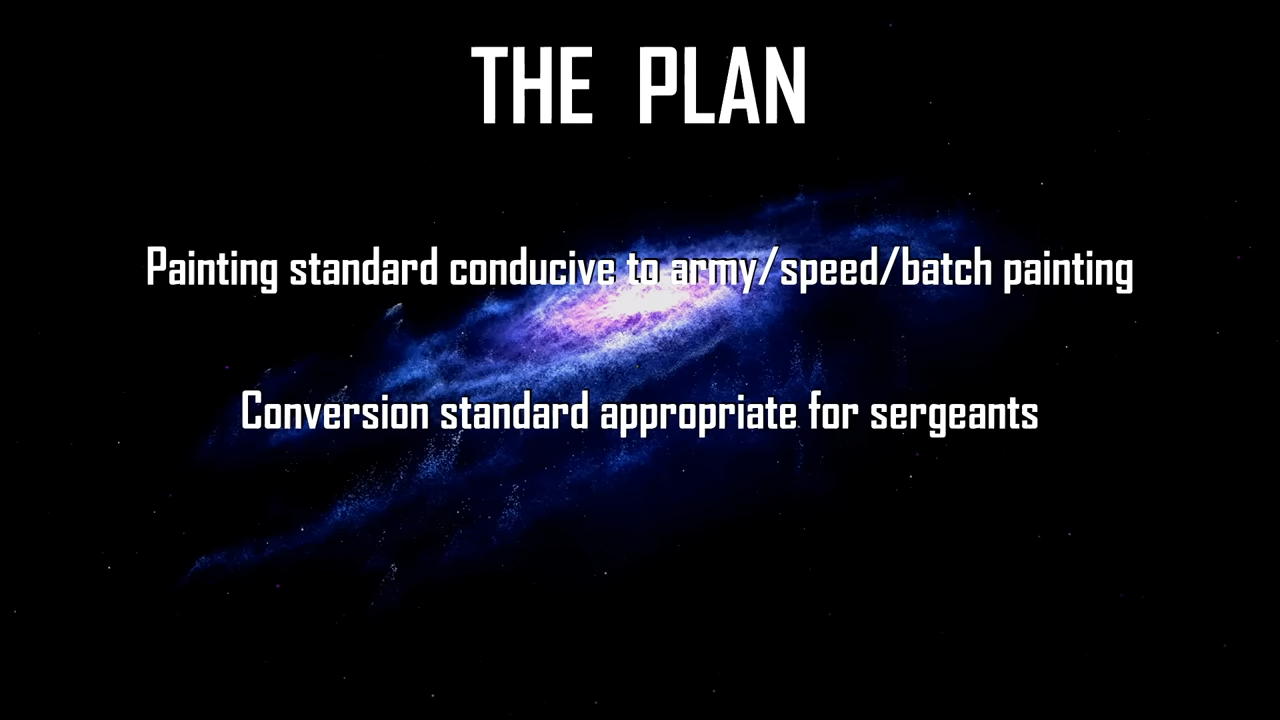 THE PLAN
Painting standard conducive to army/speed/batch painting
Conversion standard appropriate for sergeants